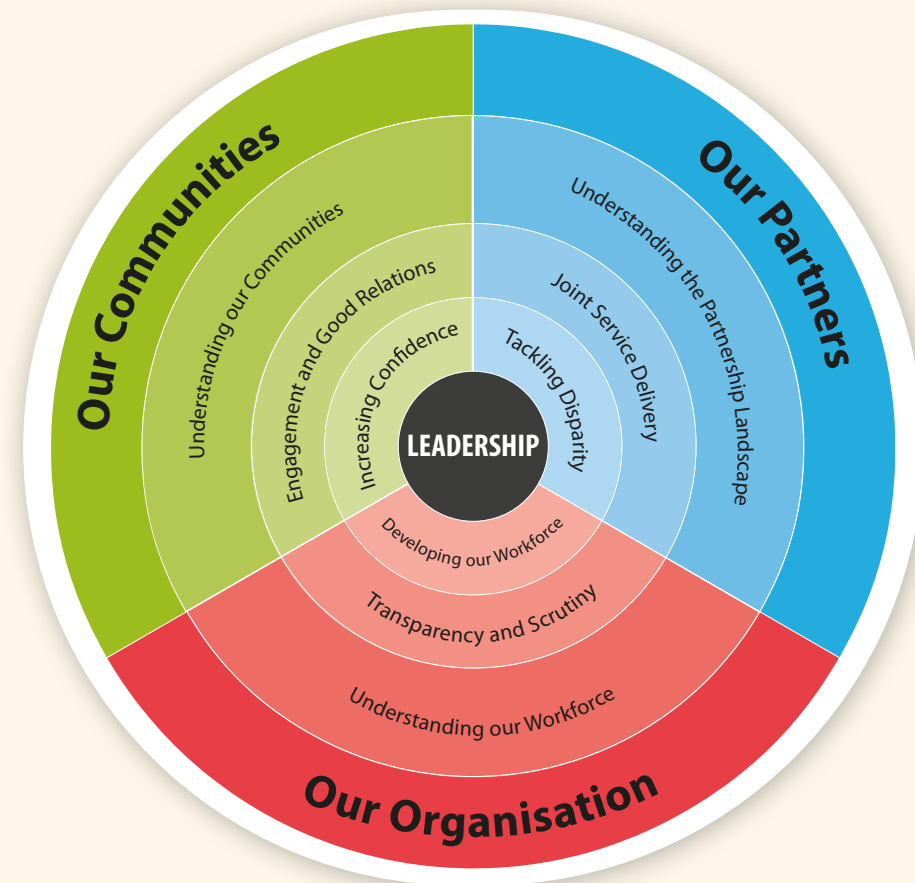 Our Communities
Understanding our Communities
Engagement and Good Relations
Increasing Confidence
Our Partners
Understanding the Partnership Landscape
Joint Service Delivery
Tackling Disparity
LEADERSHIP
Developing our Workforce
Transparency and Scrutiny
Understanding our Workforce
Our Organisation